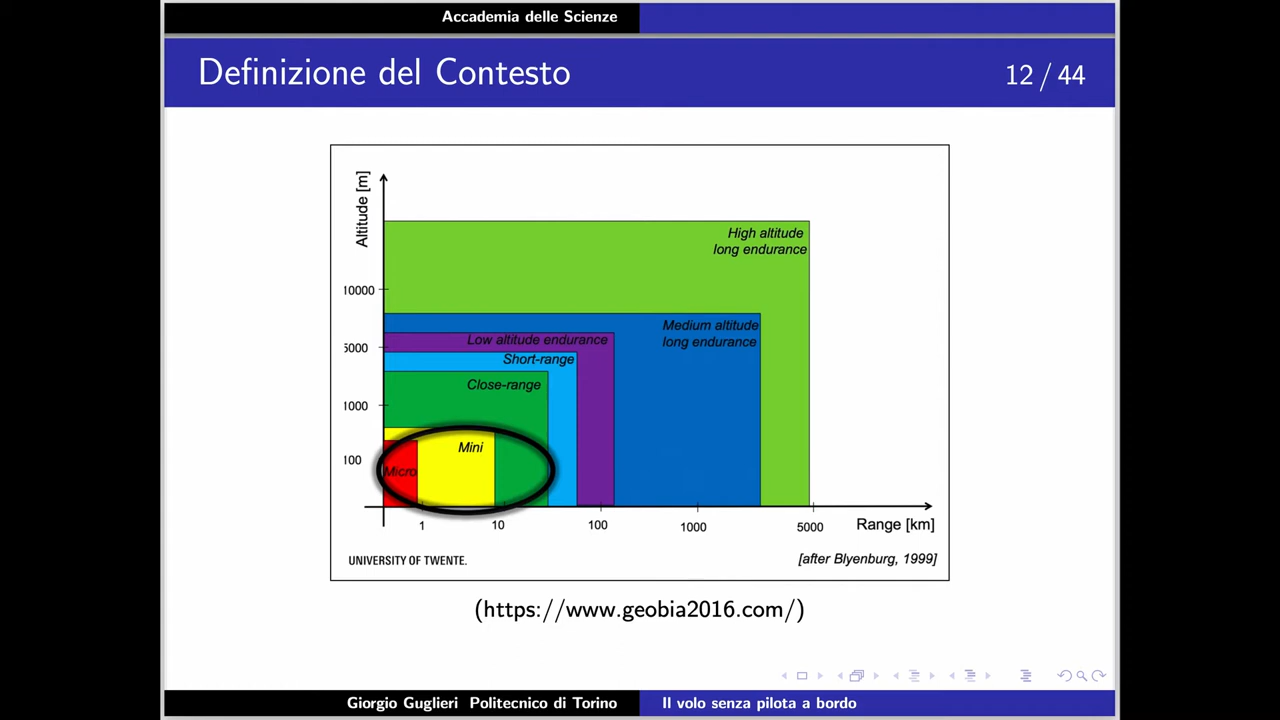 Accademia delle Scienze
Definizione del Contesto
12 / 44
Altitude [m]
High altitude
long endurance
10000
Medium altitude
long endurance
Low altitude endurance
5000
Short-range
Close-range
1000
Mini
100
Micro
1
10
100
1000
5000
Range [km]
UNIVERSITY OF TWENTE.
[after Blyenburg, 1999]
(https://www.geobia2016.com/)
Giorgio Guglieri Politecnico di Torino
Il volo senza pilota a bordo